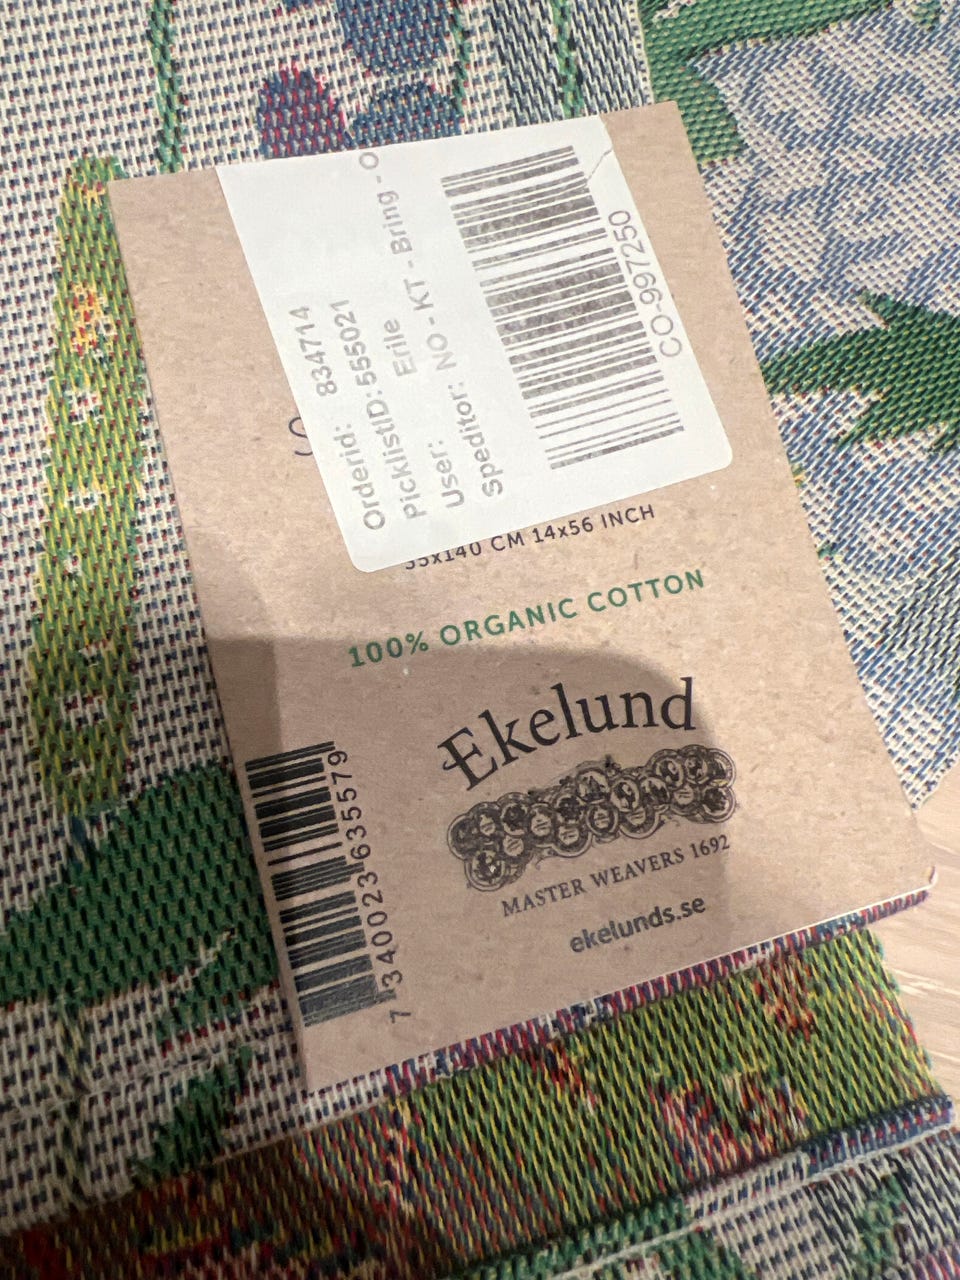 Orderid: 834714
PicklistID: 555021
User: Erile
Speditor: NO - KT - Bring - O
CO-997250
35x140 CM 14x56 INCH
100% ORGANIC COTTON
Ekelund
MASTER WEAVERS 1692
ekelunds.se
7 340023 635579